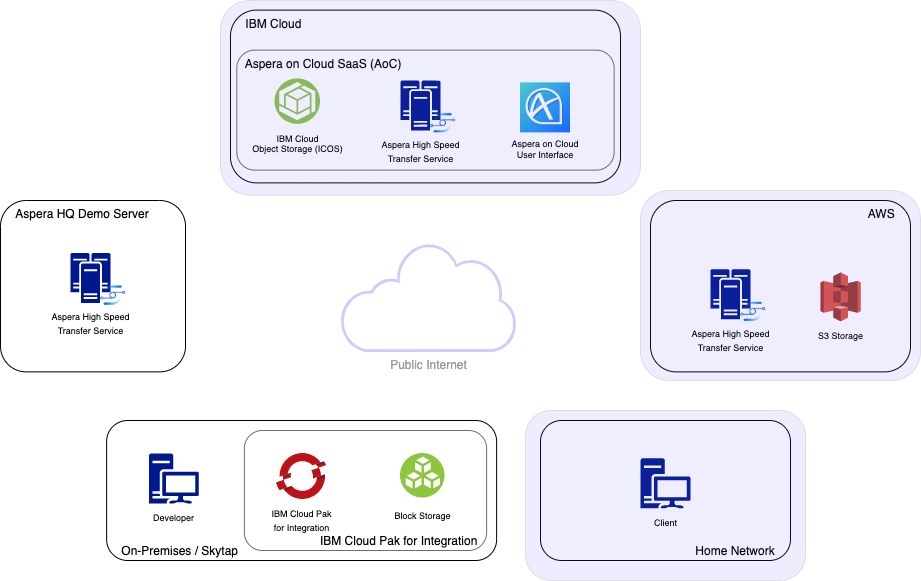 IBM Cloud
Aspera on Cloud SaaS (AoC)
IBM Cloud
Object Storage (ICOS)
Aspera High Speed
Transfer Service
Aspera on Cloud
User Interface
Aspera HQ Demo Server
Aspera High Speed
Transfer Service
AWS
Aspera High Speed
Transfer Service
S3 Storage
Public Internet
Developer
IBM Cloud Pak
for Integration
Block Storage
IBM Cloud Pak for Integration
On-Premises / Skytap
Client
Home Network